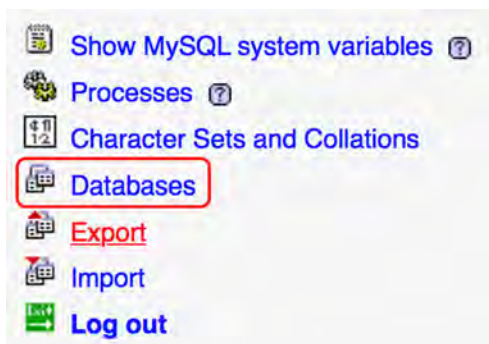 Show MySQL system variables
Processes
Character Sets and Collations
Databases
Export
Import
Log out